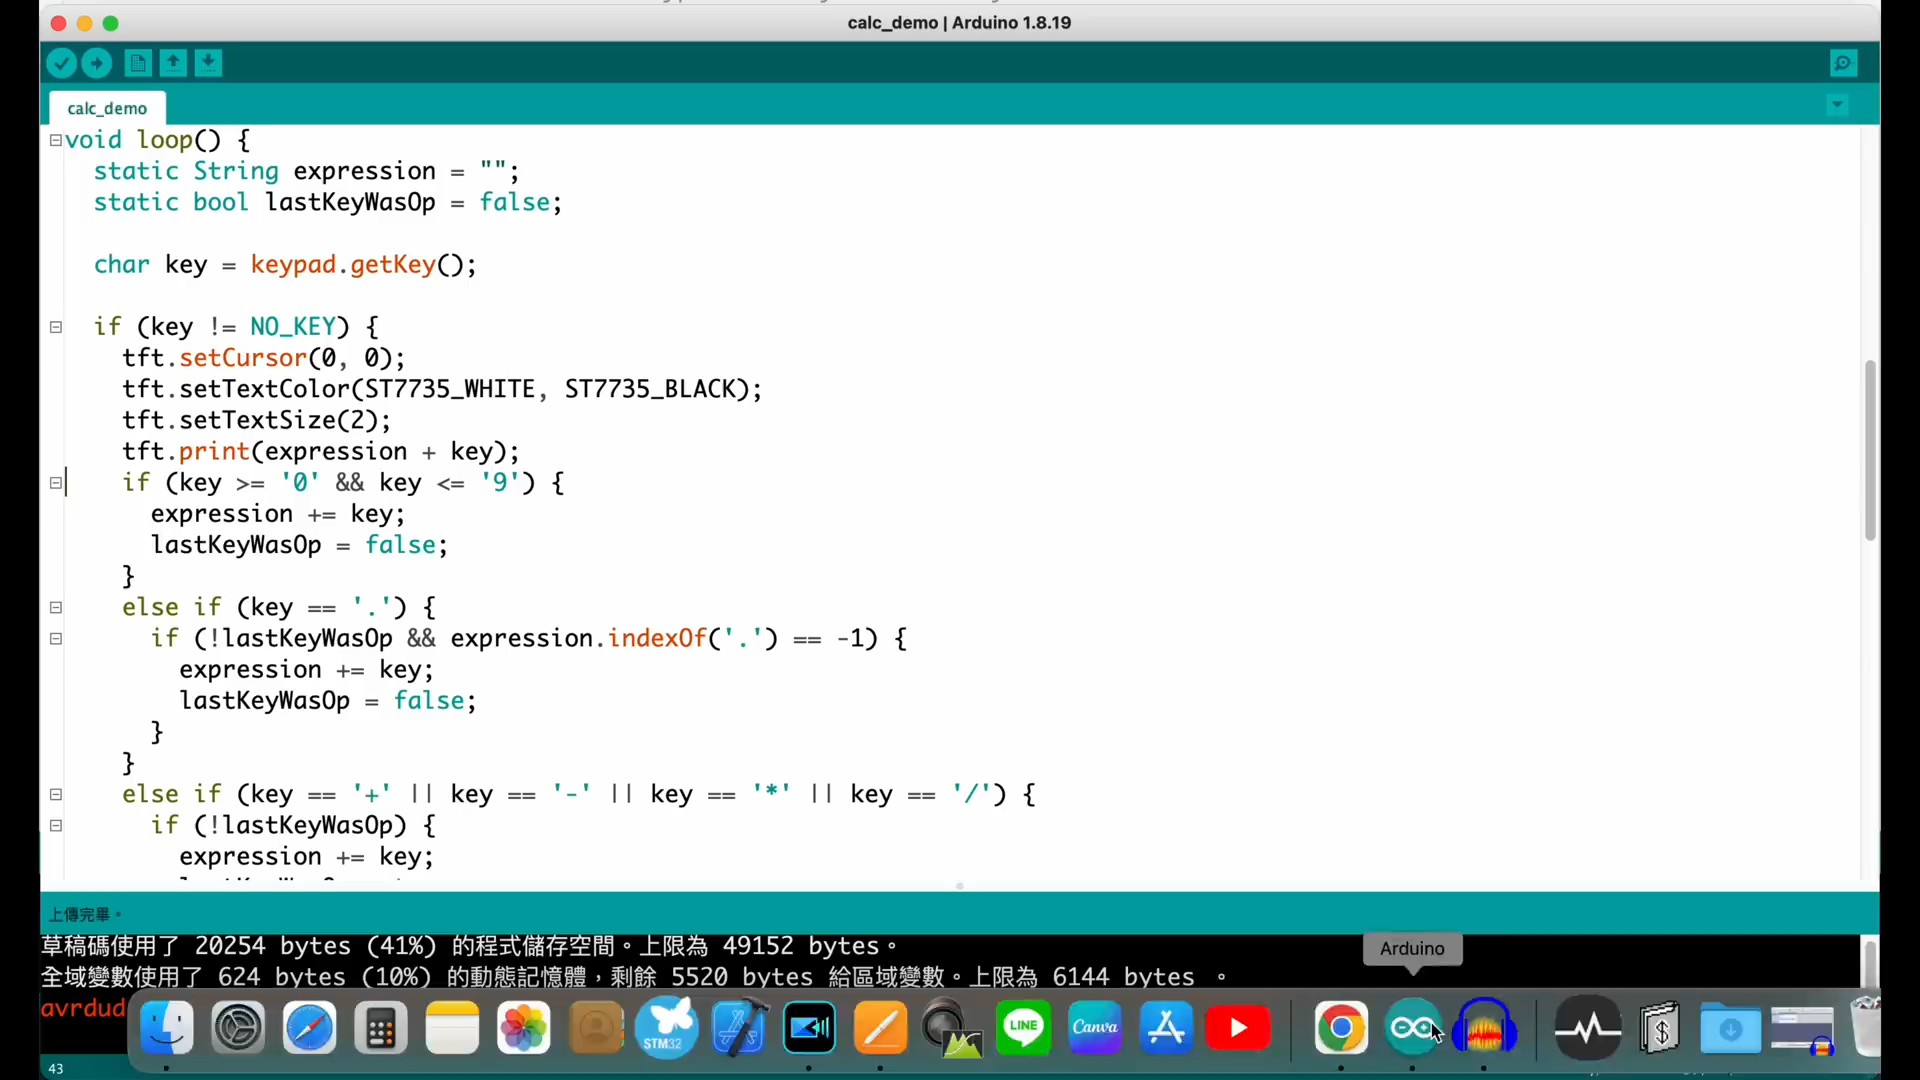 calc_demo | Arduino 1.8.19
calc_demo
void loop() {
static String expression = "";
static bool lastKeyWasOp = false;
char key = keypad.getKey();
if (key != NO_KEY) {
tft.setCursor(0, 0);
tft.setTextColor(ST7735_WHITE, ST7735_BLACK);
tft.setTextSize(2);
tft.print(expression + key);
if (key >= '0' && key <= '9') {
expression += key;
lastKeyWasOp = false;
}
else if (key == '.') {
if (!lastKeyWasOp && expression.indexOf('.') == -1) {
expression += key;
lastKeyWasOp = false;
}
}
else if (key == '+' || key == '-' || key == '*' || key == '/') {
if (!lastKeyWasOp) {
expression += key;
上傳完畢。
草稿碼使用了 20254 bytes (41%) 的程式儲存空間。上限為 49152 bytes。
全域變數使用了 624 bytes (10%) 的動態記憶體，剩餘 5520 bytes 給區域變數。上限為 6144 bytes 。
Arduino
avrdud
STM32
LINE
Canva
43